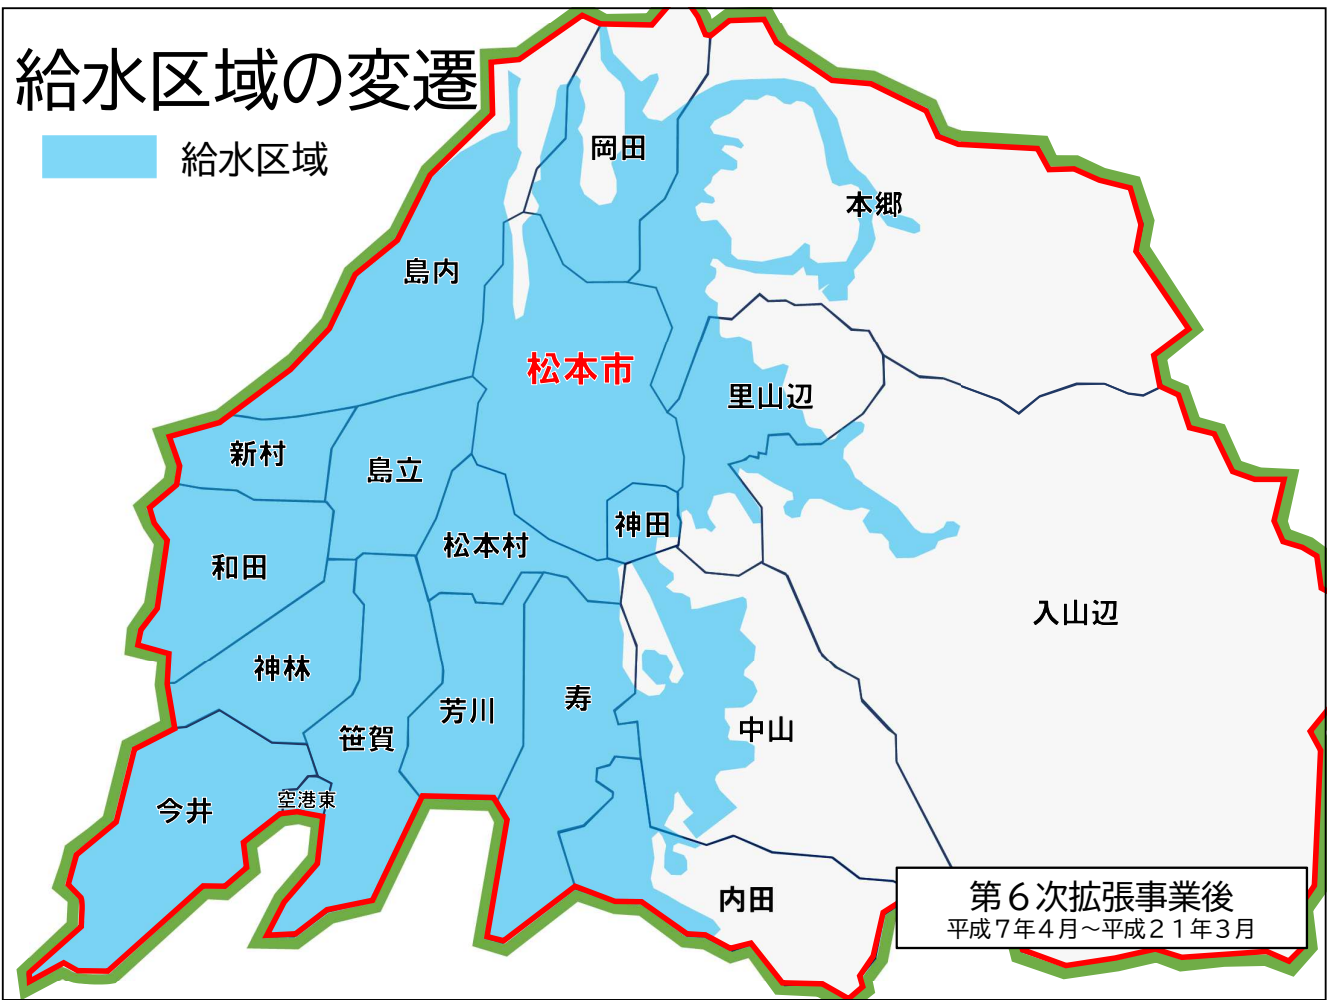 給水区域の変遷
給水区域
岡田
本郷
島内
松本市
里山辺
新村
島立
神田
松本村
和田
入山辺
神林
寿
芳川
中山
笹賀
空港東
今井
内田
第６次拡張事業後
平成７年４月～平成２１年３月